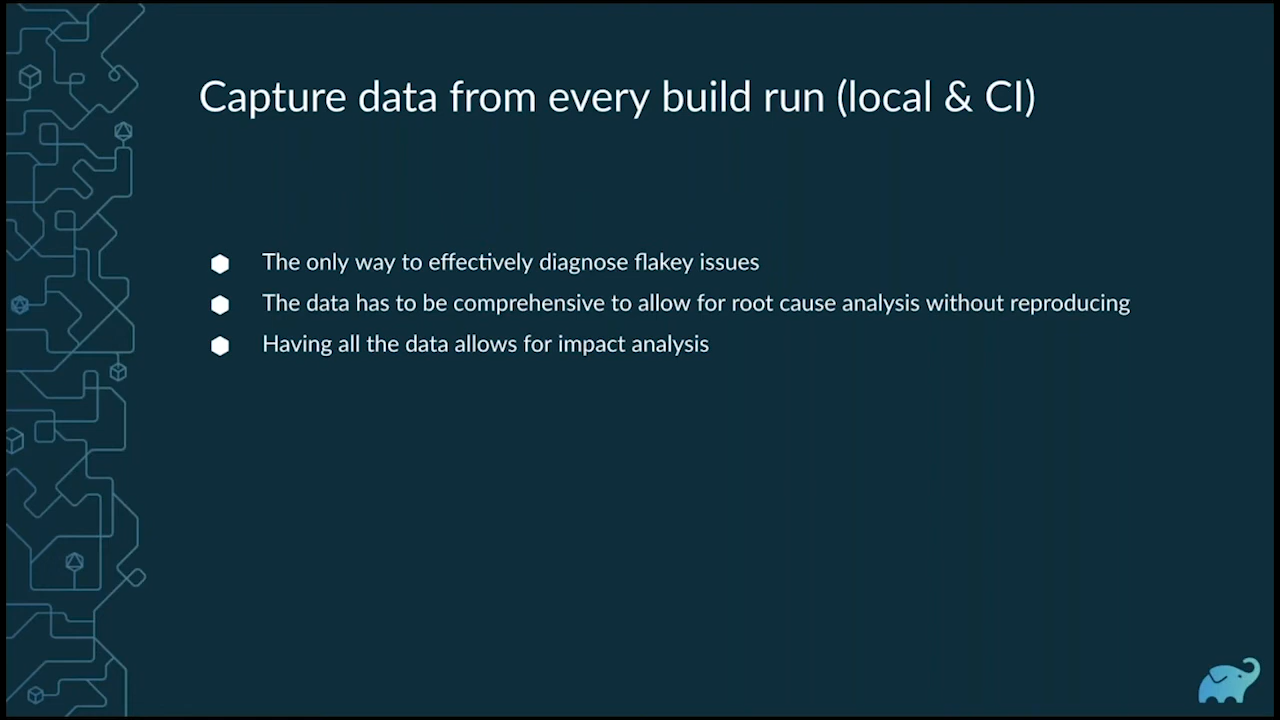 Capture data from every build run (local & CI)
The only way to effectively diagnose flakey issues
The data has to be comprehensive to allow for root cause analysis without reproducing
Having all the data allows for impact analysis